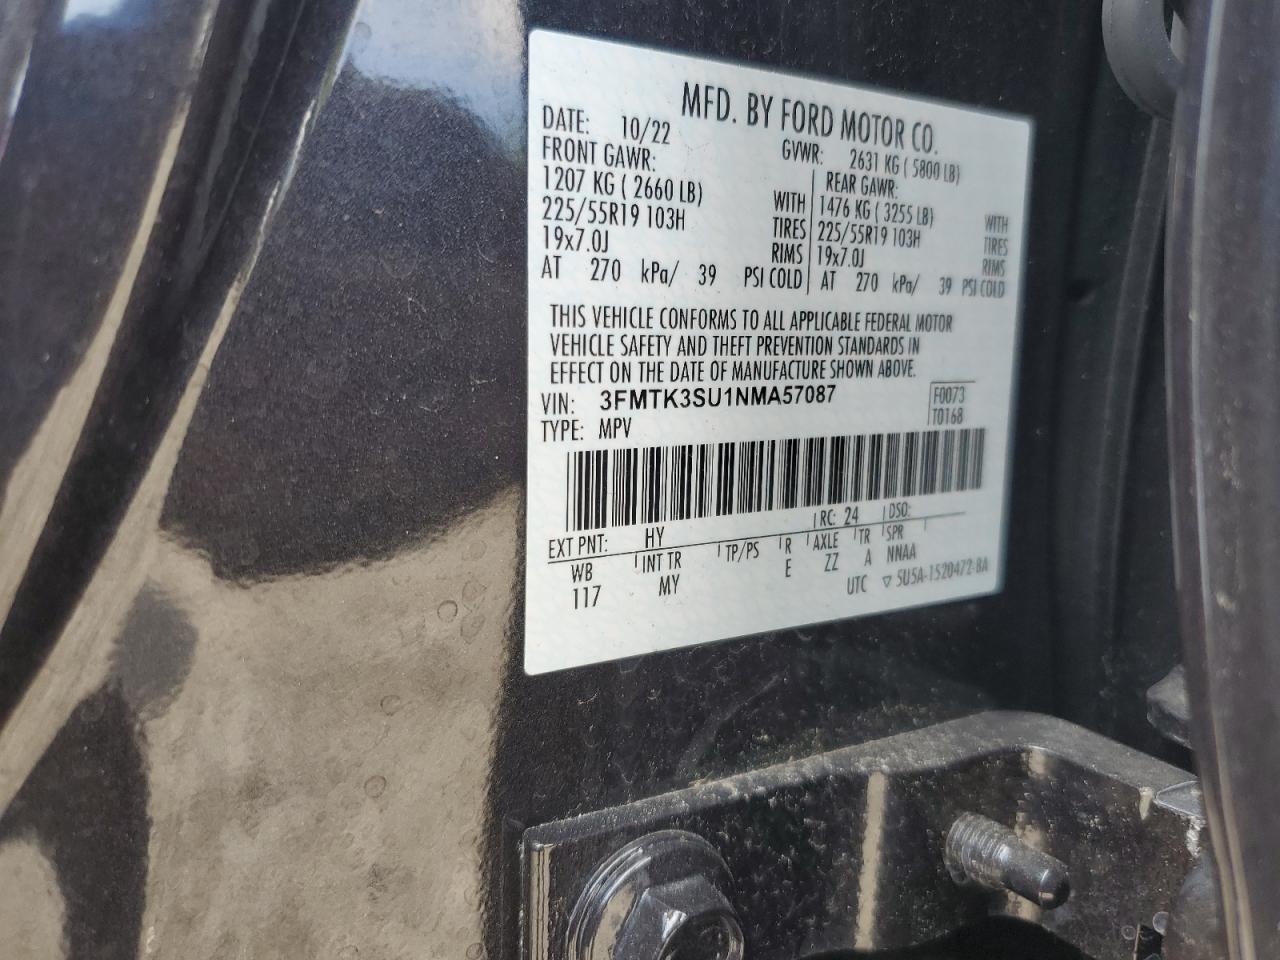 MFD. BY FORD MOTOR CO.
DATE: 10/22 GVWR: 2631 KG ( 5800 LB)
FRONT GAWR: REAR GAWR:
1207 KG ( 2660 LB) WITH 1476 KG ( 3255 LB) WITH
225/55R19 103H TIRES 225/55R19 103H TIRES
19x7.0J RIMS 19x7.0J RIMS
AT 270 kPa/ 39 PSI COLD AT 270 kPa/ 39 PSI COLD
THIS VEHICLE CONFORMS TO ALL APPLICABLE FEDERAL MOTOR
VEHICLE SAFETY AND THEFT PREVENTION STANDARDS IN
EFFECT ON THE DATE OF MANUFACTURE SHOWN ABOVE.
VIN: 3FMTK3SU1NMA57087 F0073
TYPE: MPV T0168
EXT PNT: HY RC: 24 DSO:
WB INT TR TP/PS R AXLE TR SPR
117 MY E ZZ A NNAA
UTC ▽ 5U5A-1520472-BA